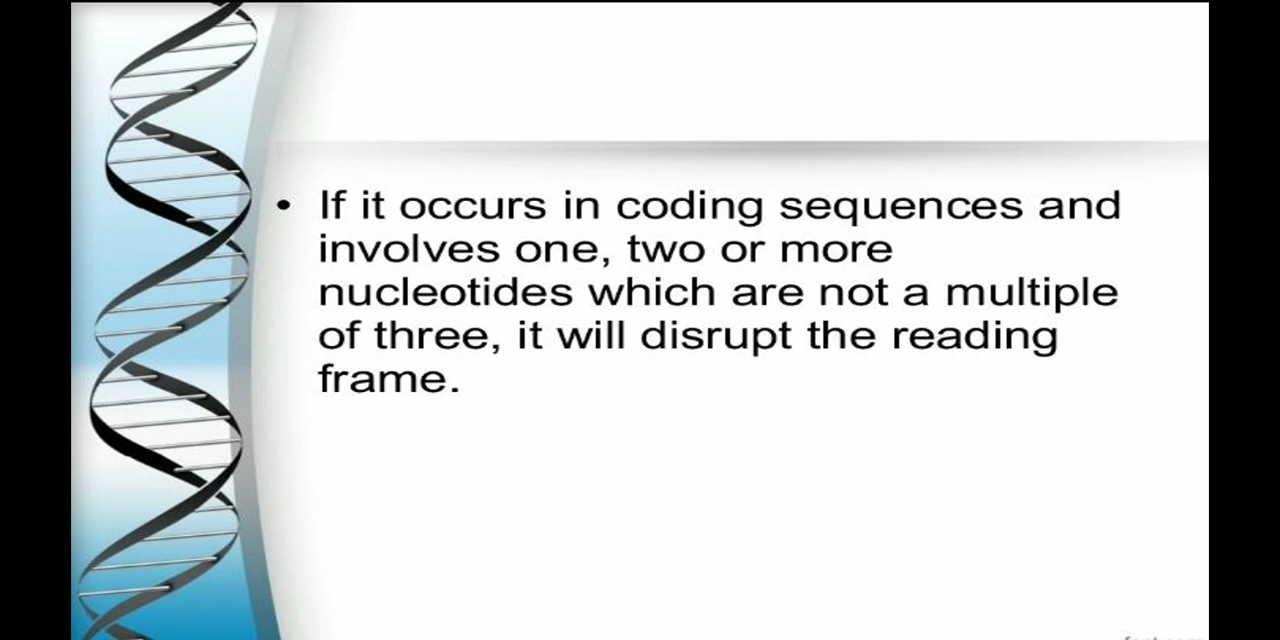 • If it occurs in coding sequences and
involves one, two or more
nucleotides which are not a multiple
of three, it will disrupt the reading
frame.